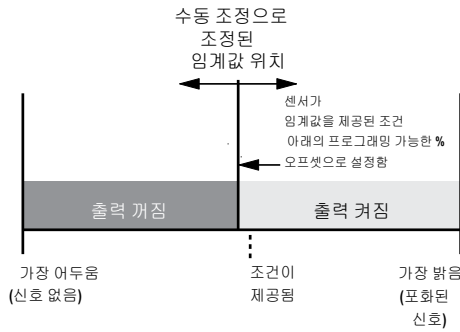 수동 조정으로
조정된
임계값 위치
센서가
임계값을 제공된 조건
아래의 프로그래밍 가능한 %
오프셋으로 설정함
출력 꺼짐
출력 켜짐
가장 어두움
(신호 없음)
조건이
제공됨
가장 밝음
(포화된
신호)